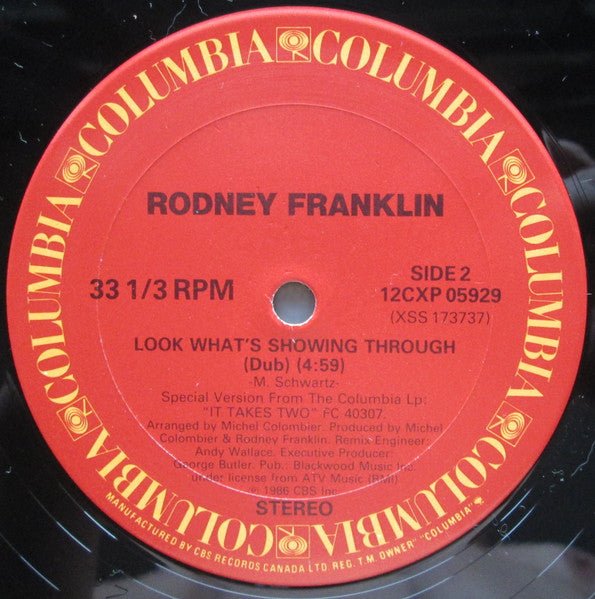 COLUMBIA COLUMBIA COLUMBIA COLUMBIA COLUMBIA COLUMBIA
RODNEY FRANKLIN
33 1/3 RPM
SIDE 2
12CXP 05929
(XSS 173737)
LOOK WHAT'S SHOWING THROUGH
(Dub) (4:59)
-M. Schwartz-
Special Version From The Columbia Lp:
"IT TAKES TWO" FC 40307.
Arranged by Michel Colombier. Produced by Michel
Colombier & Rodney Franklin. Remix Engineer:
Andy Wallace. Executive Producer:
George Butler. Pub.. Blackwood Music Inc.
under license from ATV Music (BMI)
℗ 1986 CBS Inc.
STEREO
MANUFACTURED BY CBS RECORDS CANADA LTD. REG. T.M. OWNER "COLUMBIA"